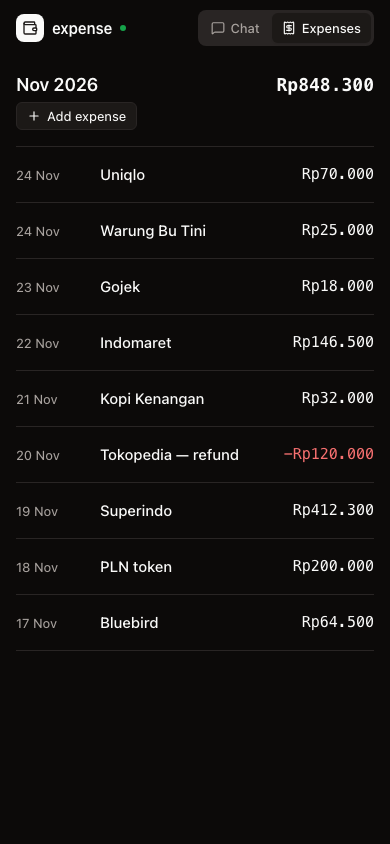 expense
Chat
Expenses
Nov 2026 Rp848.300
Add expense
24 Nov Uniqlo Rp70.000
24 Nov Warung Bu Tini Rp25.000
23 Nov Gojek Rp18.000
22 Nov Indomaret Rp146.500
21 Nov Kopi Kenangan Rp32.000
20 Nov Tokopedia — refund −Rp120.000
19 Nov Superindo Rp412.300
18 Nov PLN token Rp200.000
17 Nov Bluebird Rp64.500